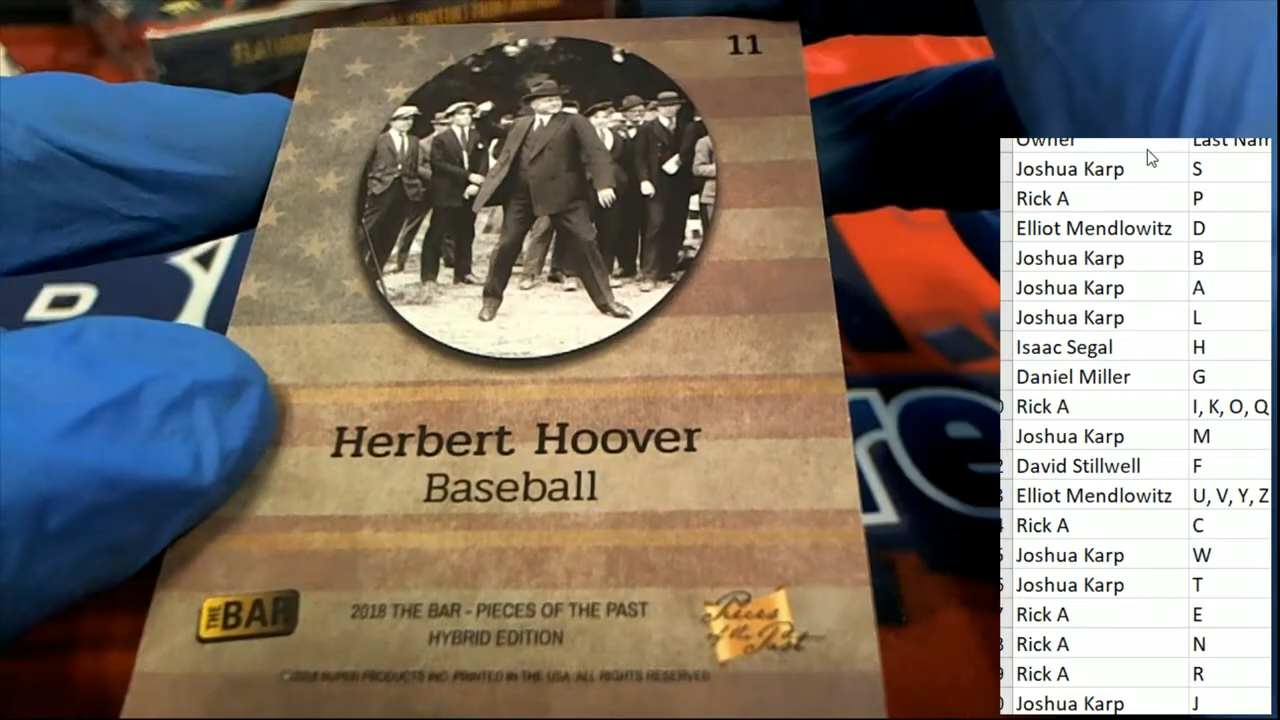 11
Herbert Hoover
Baseball
THE BAR
2018 THE BAR - PIECES OF THE PAST
HYBRID EDITION
Pieces of the Past
©2018 SUPER PRODUCTS INC. PRINTED IN THE USA. ALL RIGHTS RESERVED
Owner Last Nam
Joshua Karp S
Rick A P
Elliot Mendlowitz D
Joshua Karp B
Joshua Karp A
Joshua Karp L
Isaac Segal H
Daniel Miller G
Rick A I, K, O, Q
Joshua Karp M
David Stillwell F
Elliot Mendlowitz U, V, Y, Z
Rick A C
Joshua Karp W
Joshua Karp T
Rick A E
Rick A N
Rick A R
Joshua Karp J